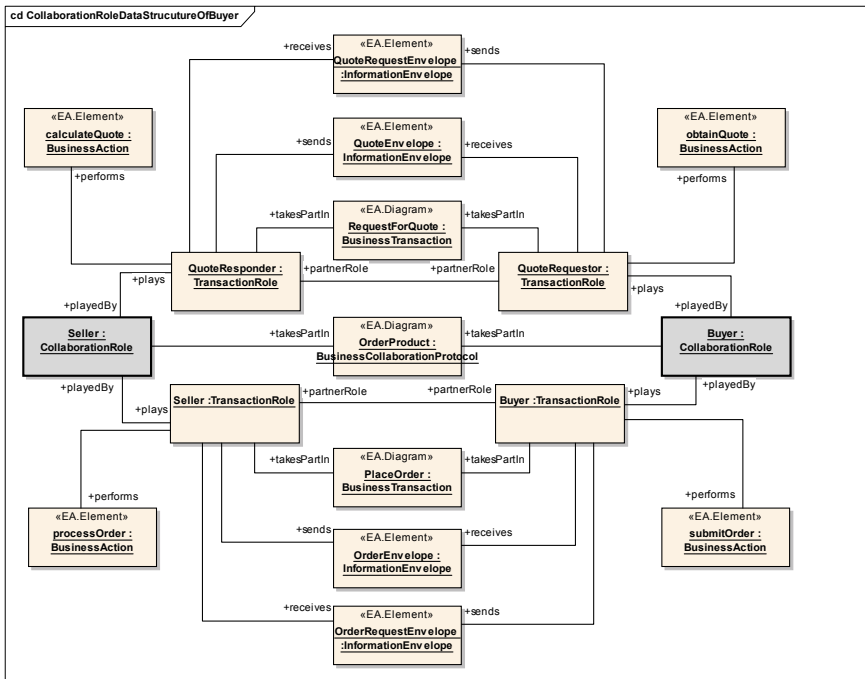 cd CollaborationRoleDataStrucutureOfBuyer
+receives
«EA.Element»
QuoteRequestEnvelope
:InformationEnvelope
+sends
«EA.Element»
calculateQuote :
BusinessAction
+performs
+sends
«EA.Element»
QuoteEnvelope :
InformationEnvelope
+receives
«EA.Element»
obtainQuote :
BusinessAction
+performs
+takesPartIn
«EA.Diagram»
RequestForQuote :
BusinessTransaction
+takesPartIn
QuoteResponder :
TransactionRole
+partnerRole
+partnerRole
QuoteRequestor :
TransactionRole
+plays
+playedBy
+plays
+playedBy
Seller :
CollaborationRole
+takesPartIn
«EA.Diagram»
OrderProduct :
BusinessCollaborationProtocol
+takesPartIn
Buyer :
CollaborationRole
+playedBy
+plays
+playedBy
+plays
Seller :TransactionRole
+partnerRole
+partnerRole
Buyer :TransactionRole
+takesPartIn
«EA.Diagram»
PlaceOrder :
BusinessTransaction
+takesPartIn
+performs
«EA.Element»
processOrder :
BusinessAction
+sends
«EA.Element»
OrderEnvelope :
InformationEnvelope
+receives
+performs
«EA.Element»
submitOrder :
BusinessAction
+receives
«EA.Element»
OrderRequestEnvelope
:InformationEnvelope
+sends